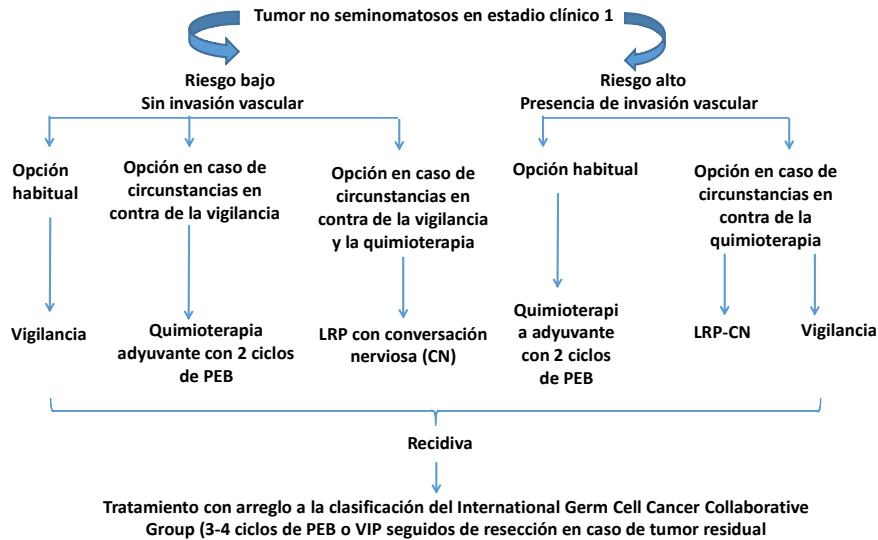 Tumor no seminomatosos en estadio clínico 1
Riesgo bajo
Sin invasión vascular
Riesgo alto
Presencia de invasión vascular
Opción
habitual
Opción en caso de
circunstancias en
contra de la vigilancia
Opción en caso de
circunstancias en
contra de la vigilancia
y la quimioterapia
Opción habitual
Opción en caso de
circunstancias en
contra de la
quimioterapia
Vigilancia
Quimioterapia
adyuvante con 2 ciclos
de PEB
LRP con conversación
nerviosa (CN)
Quimioterapi
a adyuvante
con 2 ciclos
de PEB
LRP-CN
Vigilancia
Recidiva
Tratamiento con arreglo a la clasificación del International Germ Cell Cancer Collaborative
Group (3-4 ciclos de PEB o VIP seguidos de resección en caso de tumor residual